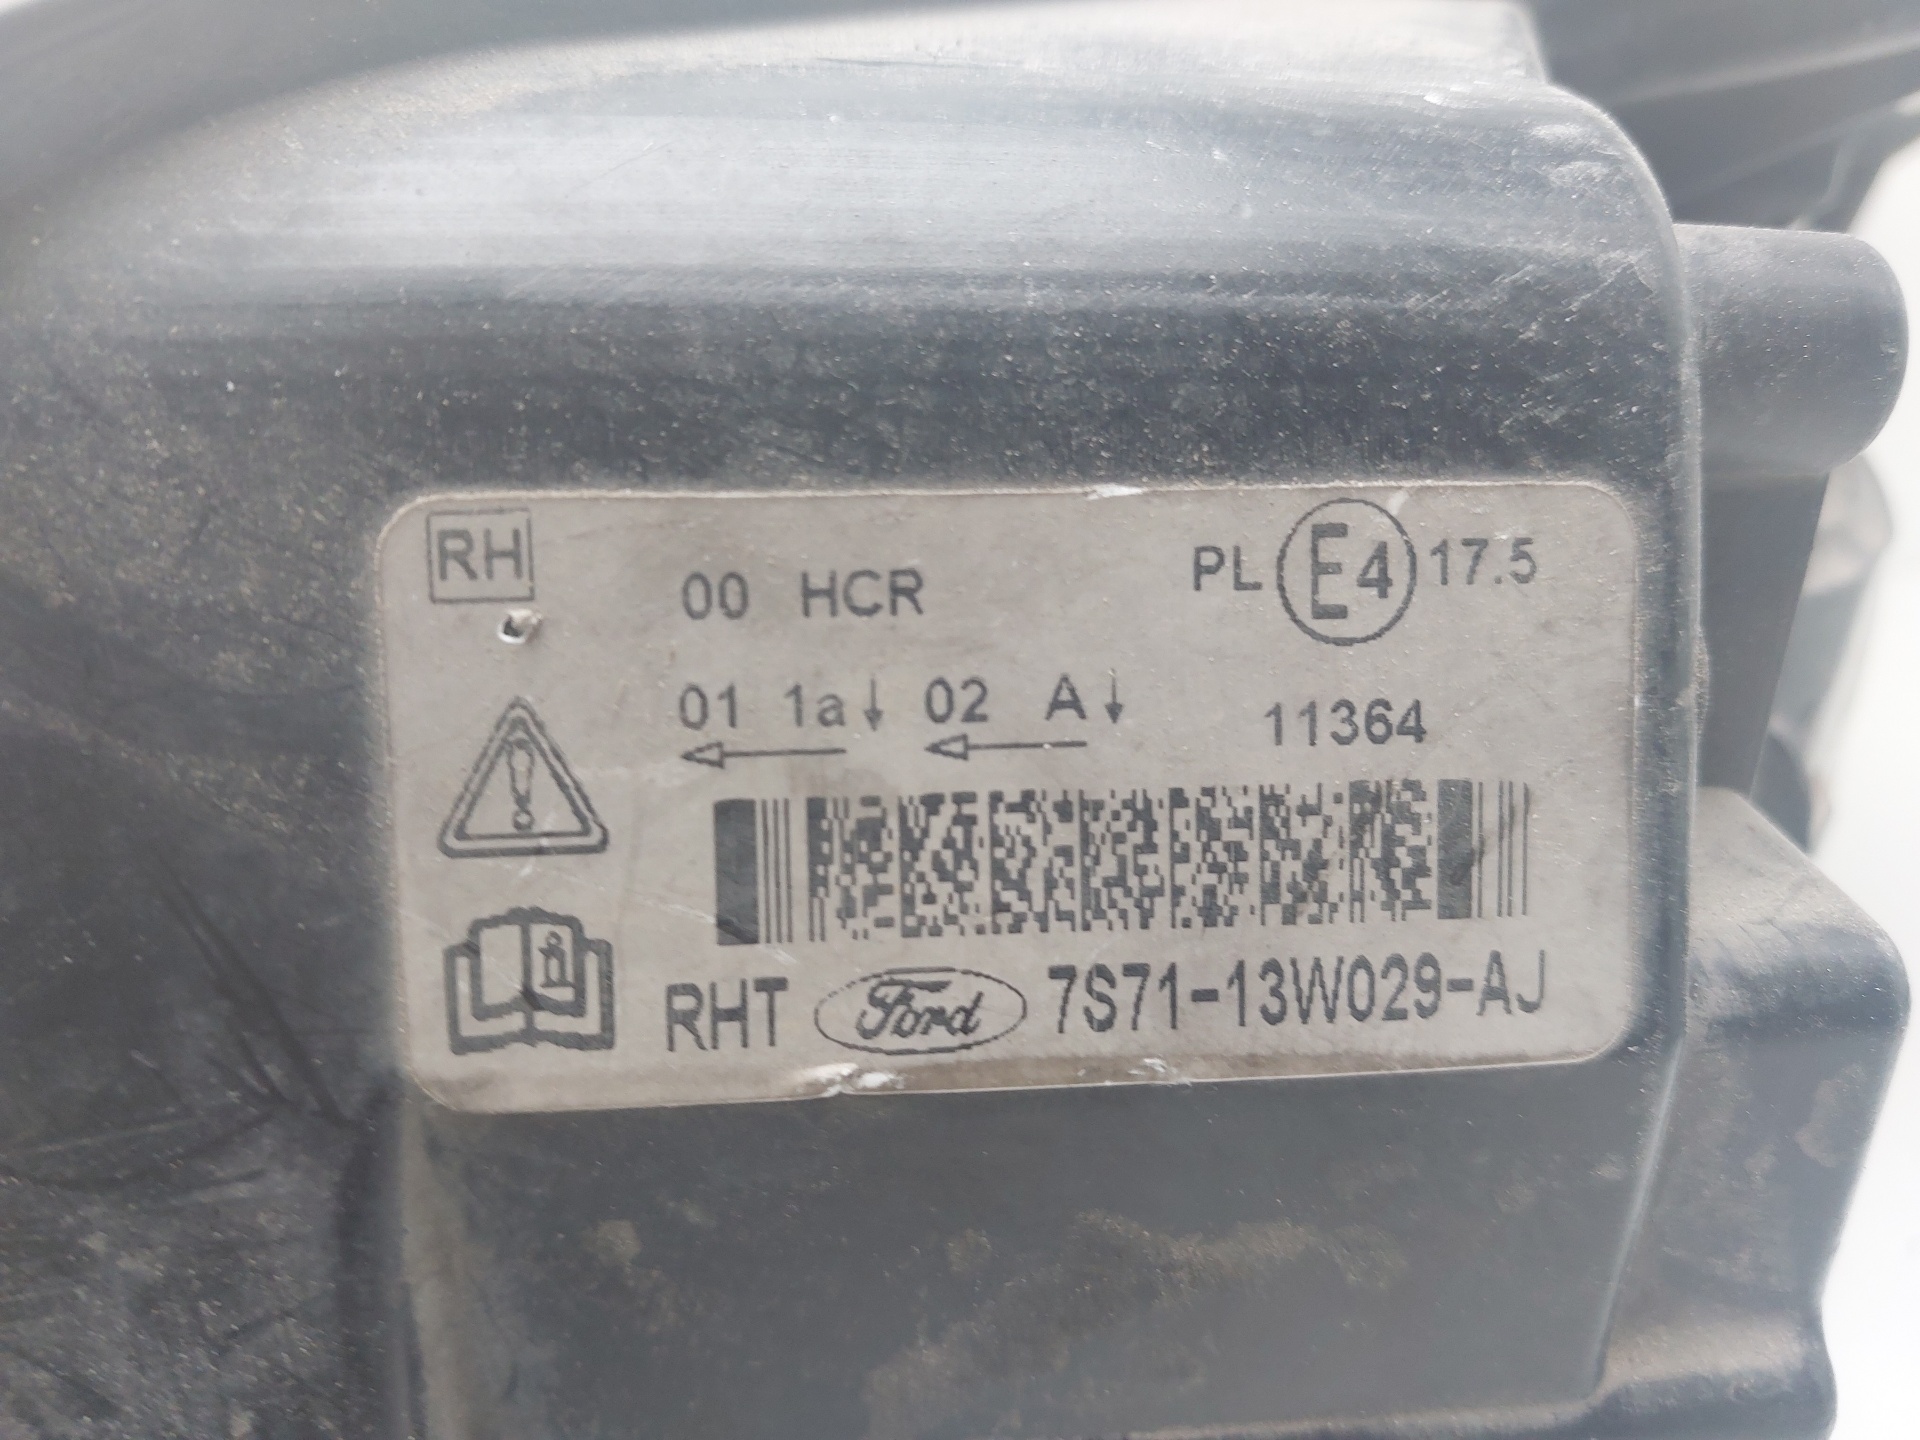 RH
00 HCR
PL E4 17.5
01 1a↓ 02 A↓
← ←
11364
RHT Ford 7S71-13W029-AJ